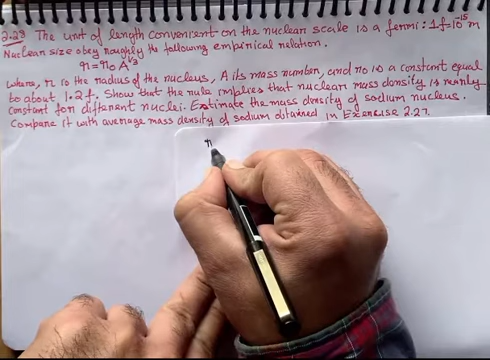 2.29 The unit of length convenient on the nuclear scale is a fermi: 1f=10⁻¹⁵m
Nuclear size obey roughly the following empirical relation.
r = r₀ A^1/3
where, r is the radius of the nucleus, A its mass number, and r₀ is a constant equal
to about 1.2 f. Show that the rule implies that nuclear mass density is nearly
constant for different nuclei. Estimate the mass density of sodium nucleus.
Compare it with average mass density of sodium obtained in Exercise 2.27.
r